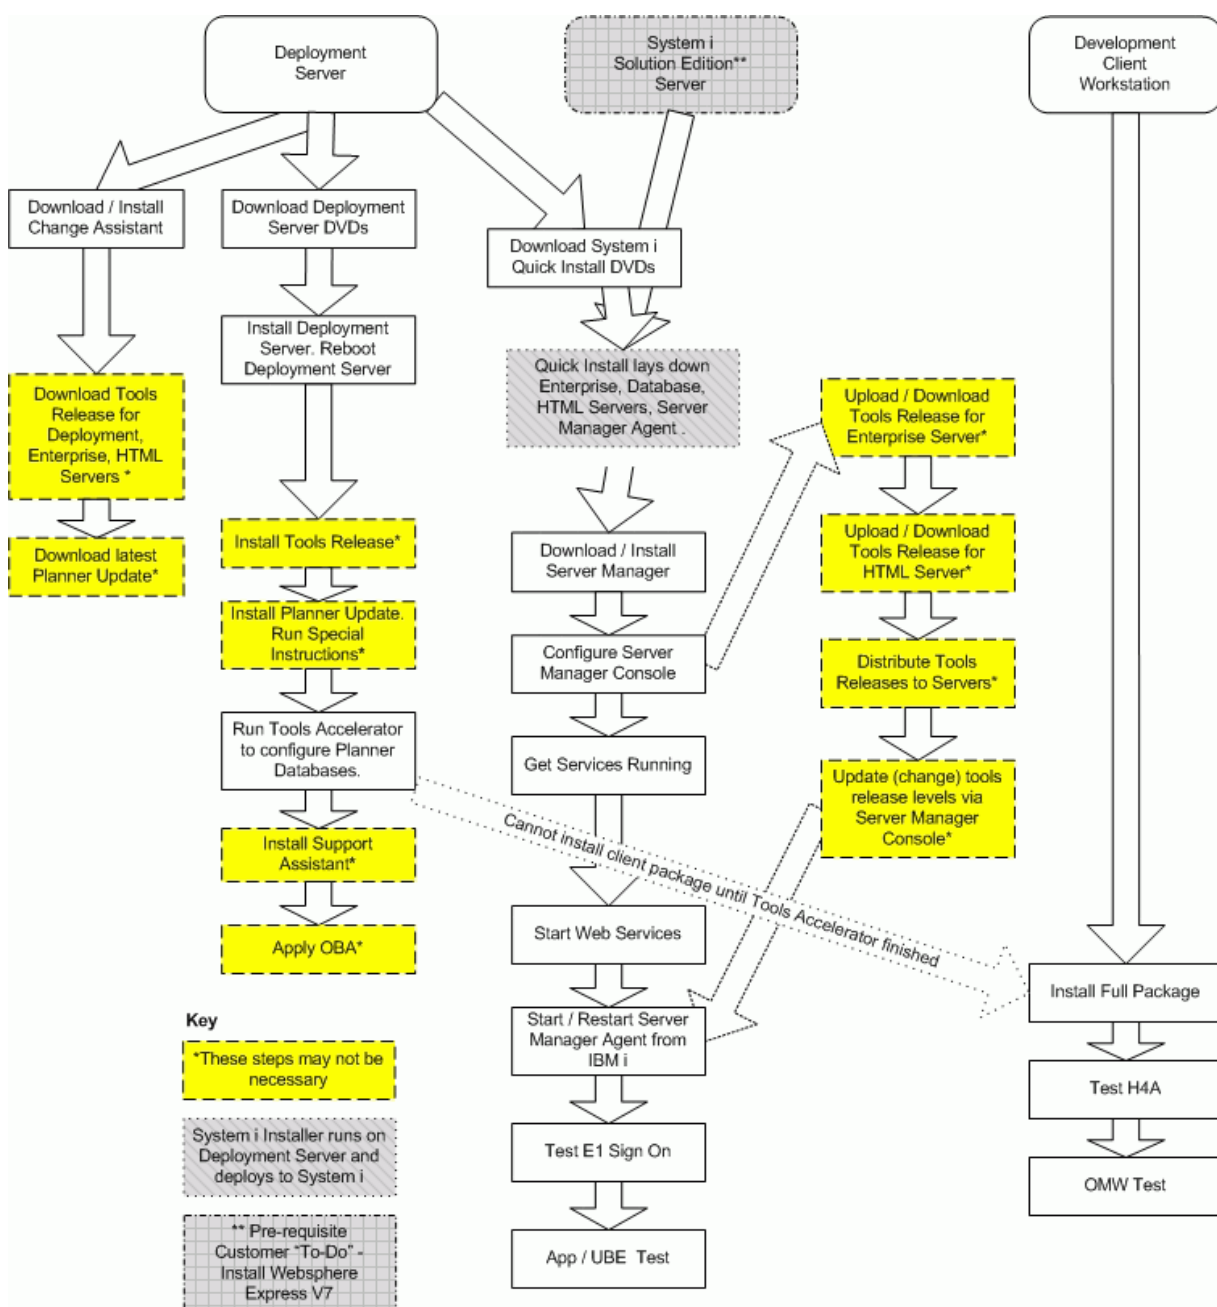 Deployment
Server
System i
Solution Edition**
Server
Development
Client
Workstation
Download / Install
Change Assistant
Download Deployment
Server DVDs
Download System i
Quick Install DVDs
Install Deployment
Server. Reboot
Deployment Server
Quick Install lays down
Enterprise, Database,
HTML Servers, Server
Manager Agent .
Download Tools
Release for
Deployment,
Enterprise, HTML
Servers *
Upload / Download
Tools Release for
Enterprise Server*
Install Tools Release*
Download / Install
Server Manager
Upload / Download
Tools Release for
HTML Server*
Download latest
Planner Update*
Install Planner Update.
Run Special
Instructions*
Configure Server
Manager Console
Distribute Tools
Releases to Servers*
Run Tools Accelerator
to configure Planner
Databases.
Get Services Running
Update (change) tools
release levels via
Server Manager
Console*
Cannot install client package until Tools Accelerator finished
Install Support
Assistant*
Apply OBA*
Start Web Services
Install Full Package
Start / Restart Server
Manager Agent from
IBM i
Key
*These steps may not be
necessary
Test H4A
System i Installer runs on
Deployment Server and
deploys to System i
Test E1 Sign On
OMW Test
** Pre-requisite
Customer “To-Do” -
Install Websphere
Express V7
App / UBE Test